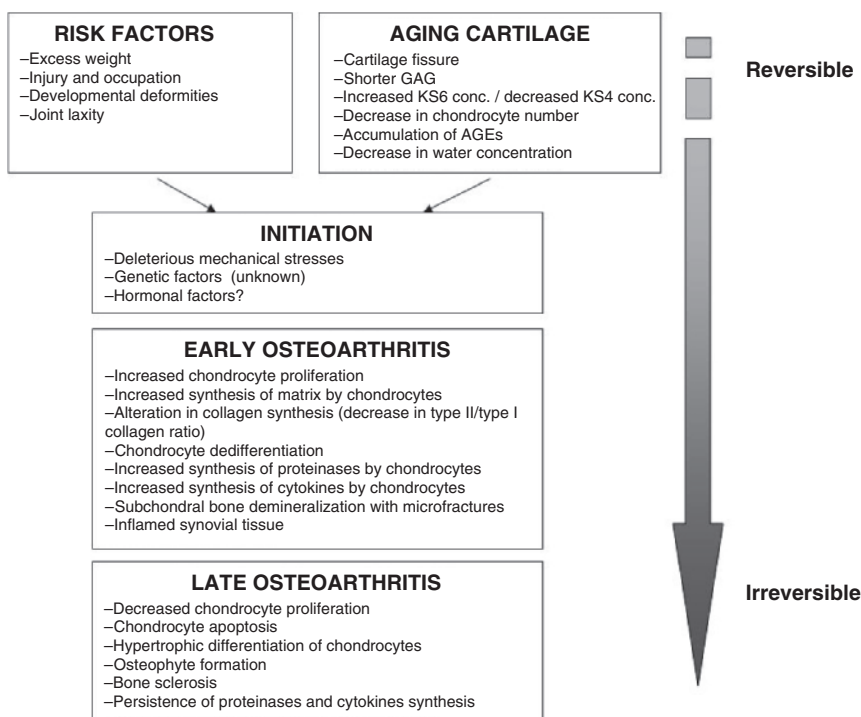 RISK FACTORS
–Excess weight
–Injury and occupation
–Developmental deformities
–Joint laxity
AGING CARTILAGE
–Cartilage fissure
–Shorter GAG
–Increased KS6 conc. / decreased KS4 conc.
–Decrease in chondrocyte number
–Accumulation of AGEs
–Decrease in water concentration
Reversible
INITIATION
–Deleterious mechanical stresses
–Genetic factors (unknown)
–Hormonal factors?
EARLY OSTEOARTHRITIS
–Increased chondrocyte proliferation
–Increased synthesis of matrix by chondrocytes
–Alteration in collagen synthesis (decrease in type II/type I
collagen ratio)
–Chondrocyte dedifferentiation
–Increased synthesis of proteinases by chondrocytes
–Increased synthesis of cytokines by chondrocytes
–Subchondral bone demineralization with microfractures
–Inflamed synovial tissue
LATE OSTEOARTHRITIS
–Decreased chondrocyte proliferation
–Chondrocyte apoptosis
–Hypertrophic differentiation of chondrocytes
–Osteophyte formation
–Bone sclerosis
–Persistence of proteinases and cytokines synthesis
Irreversible